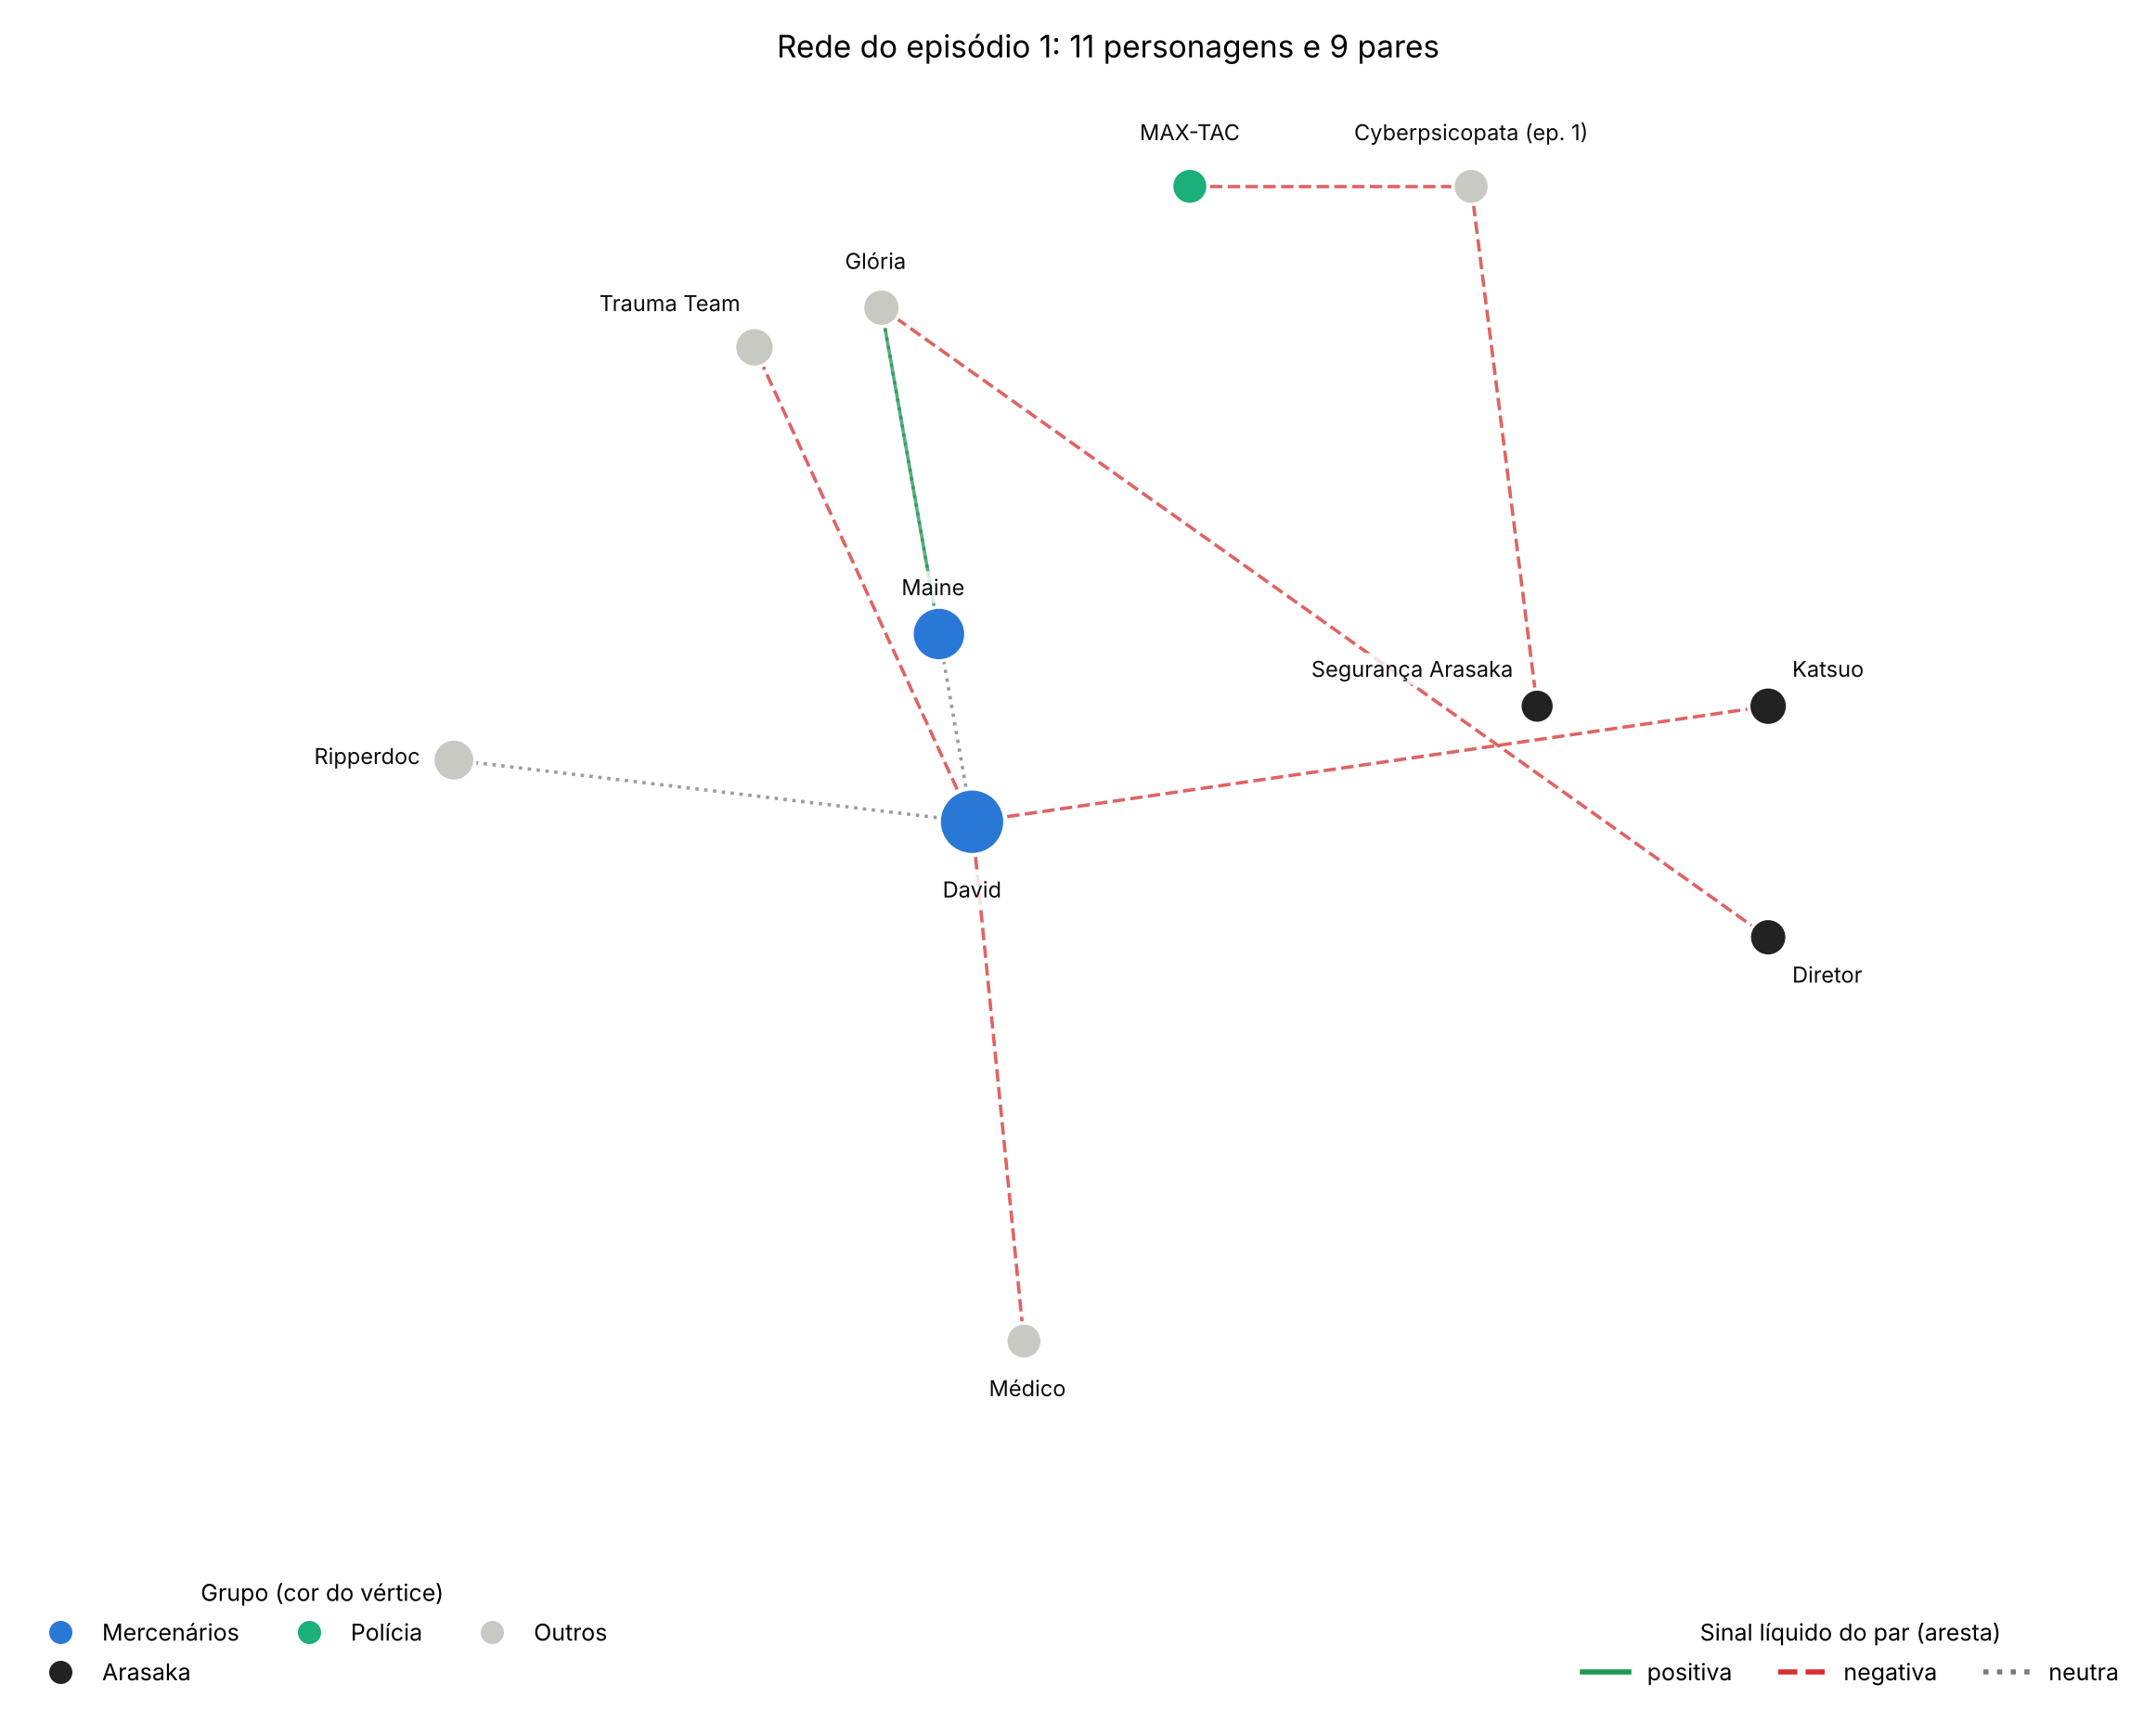 Rede do episódio 1: 11 personagens e 9 pares
MAX-TAC
Cyberpsicopata (ep. 1)
Glória
Trauma Team
Maine
Segurança Arasaka
Katsuo
Ripperdoc
David
Diretor
Médico
Grupo (cor do vértice)
Mercenários
Polícia
Outros
Arasaka
Sinal líquido do par (aresta)
positiva
negativa
neutra